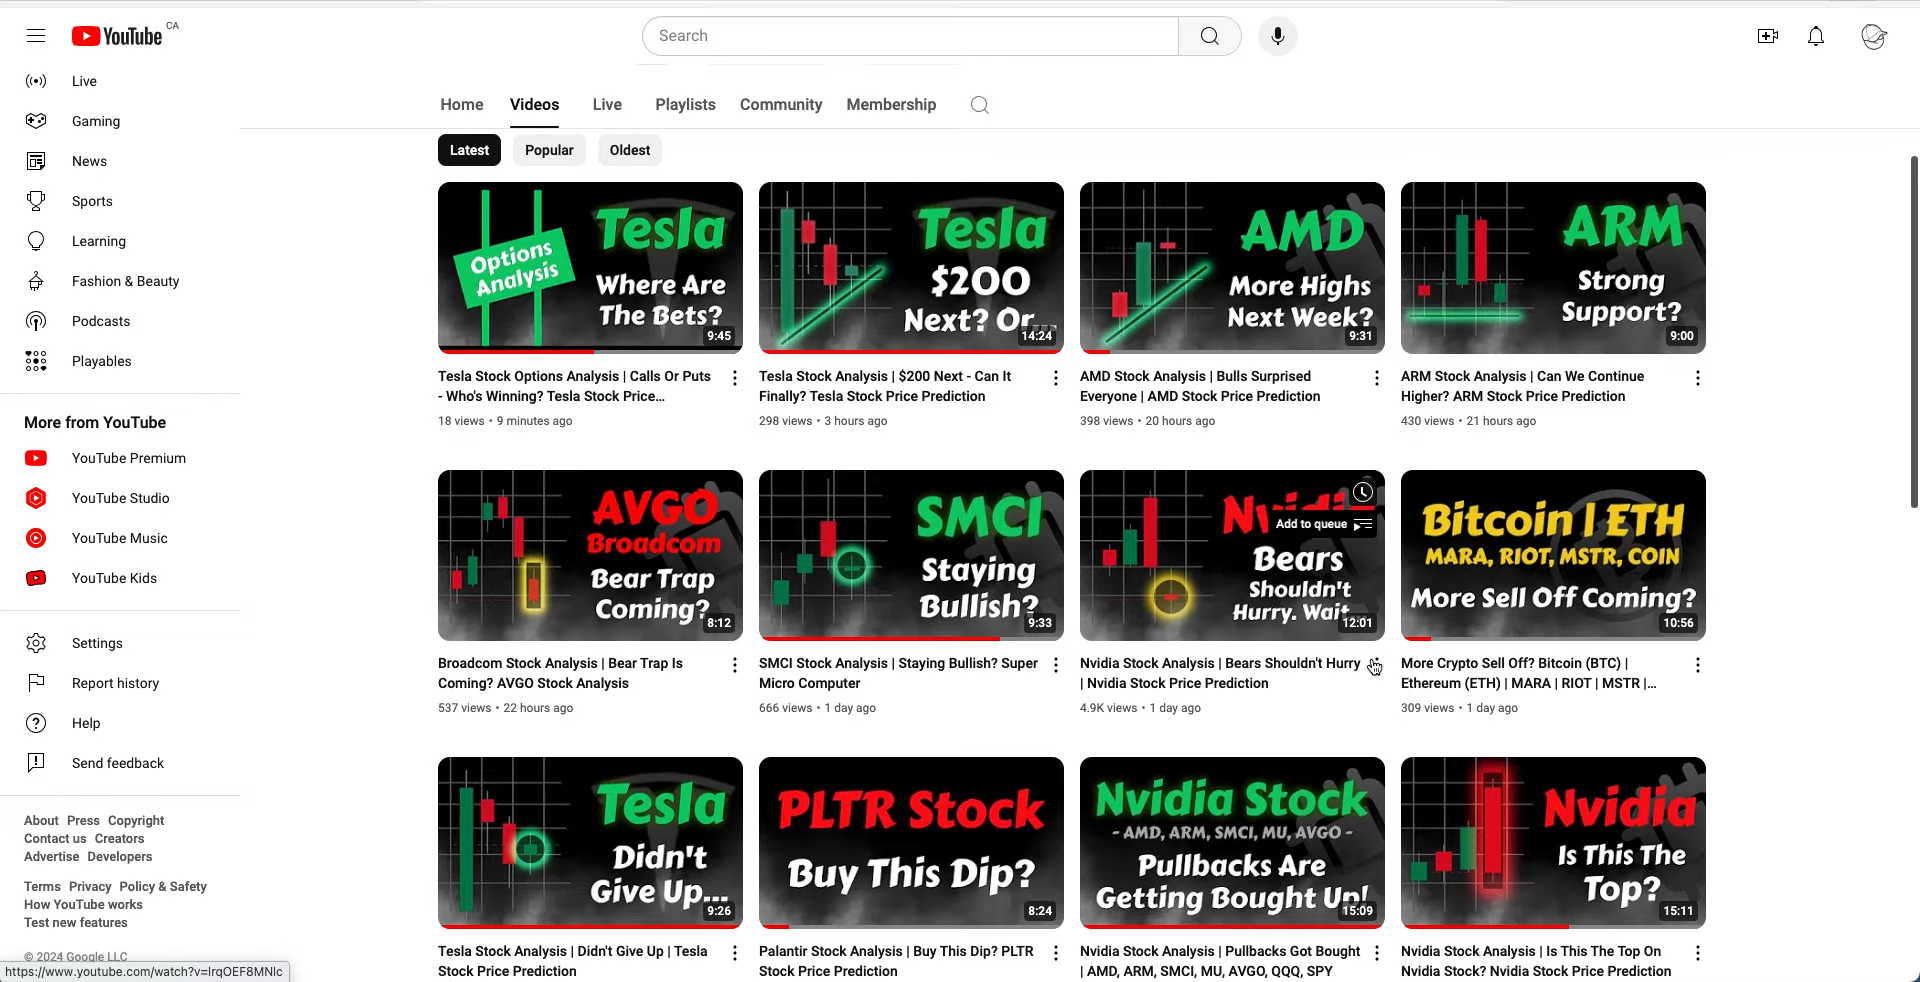 YouTube CA
Search
Live
Gaming
News
Sports
Learning
Fashion & Beauty
Podcasts
Playables
More from YouTube
YouTube Premium
YouTube Studio
YouTube Music
YouTube Kids
Settings
Report history
Help
Send feedback
About Press Copyright
Contact us Creators
Advertise Developers
Terms Privacy Policy & Safety
How YouTube works
Test new features
© 2024 Google LLC
https://www.youtube.com/watch?v=IrqOEF8MNlc
Home Videos Live Playlists Community Membership
Latest Popular Oldest
Options
Analysis
Tesla
Where Are
The Bets?
9:45
Tesla Stock Options Analysis | Calls Or Puts
- Who's Winning? Tesla Stock Price...
18 views • 9 minutes ago
Tesla
$200
Next? Or...
14:24
Tesla Stock Analysis | $200 Next - Can It
Finally? Tesla Stock Price Prediction
298 views • 3 hours ago
AMD
More Highs
Next Week?
9:31
AMD Stock Analysis | Bulls Surprised
Everyone | AMD Stock Price Prediction
398 views • 20 hours ago
ARM
Strong
Support?
9:00
ARM Stock Analysis | Can We Continue
Higher? ARM Stock Price Prediction
430 views • 21 hours ago
AVGO
Broadcom
Bear Trap
Coming?
8:12
Broadcom Stock Analysis | Bear Trap Is
Coming? AVGO Stock Analysis
537 views • 22 hours ago
SMCI
Staying
Bullish?
9:33
SMCI Stock Analysis | Staying Bullish? Super
Micro Computer
666 views • 1 day ago
Add to queue
Bears
Shouldn't
Hurry. Wait...
12:01
Nvidia Stock Analysis | Bears Shouldn't Hurry
| Nvidia Stock Price Prediction
4.9K views • 1 day ago
Bitcoin | ETH
MARA, RIOT, MSTR, COIN
More Sell Off Coming?
10:56
More Crypto Sell Off? Bitcoin (BTC) |
Ethereum (ETH) | MARA | RIOT | MSTR |...
309 views • 1 day ago
Tesla
Didn't
Give Up...
9:26
Tesla Stock Analysis | Didn't Give Up | Tesla
Stock Price Prediction
PLTR Stock
Buy This Dip?
8:24
Palantir Stock Analysis | Buy This Dip? PLTR
Stock Price Prediction
Nvidia Stock
- AMD, ARM, SMCI, MU, AVGO -
Pullbacks Are
Getting Bought Up!
15:09
Nvidia Stock Analysis | Pullbacks Got Bought
| AMD, ARM, SMCI, MU, AVGO, QQQ, SPY
Nvidia
Is This The
Top?
15:11
Nvidia Stock Analysis | Is This The Top On
Nvidia Stock? Nvidia Stock Price Prediction